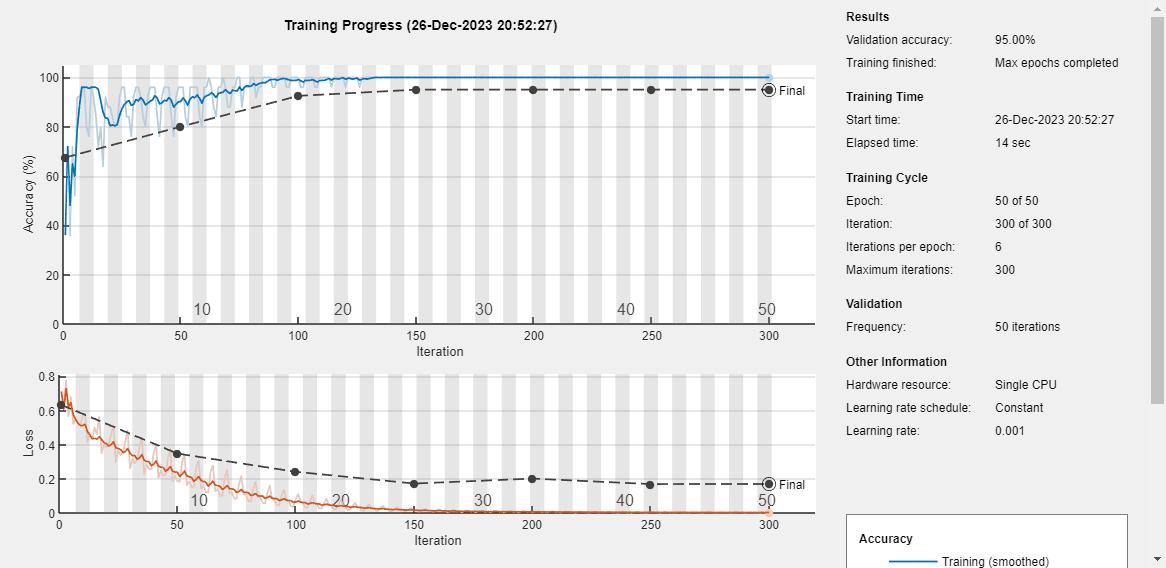 Training Progress (26-Dec-2023 20:52:27)
100
80
60
40
20
0
Accuracy (%)
Final
10 20 30 40 50
0 50 100 150 200 250 300
Iteration
0.8
0.6
0.4
0.2
0
Loss
Final
10 20 30 40 50
0 50 100 150 200 250 300
Iteration
Results
Validation accuracy: 95.00%
Training finished: Max epochs completed
Training Time
Start time: 26-Dec-2023 20:52:27
Elapsed time: 14 sec
Training Cycle
Epoch: 50 of 50
Iteration: 300 of 300
Iterations per epoch: 6
Maximum iterations: 300
Validation
Frequency: 50 iterations
Other Information
Hardware resource: Single CPU
Learning rate schedule: Constant
Learning rate: 0.001
Accuracy
Training (smoothed)